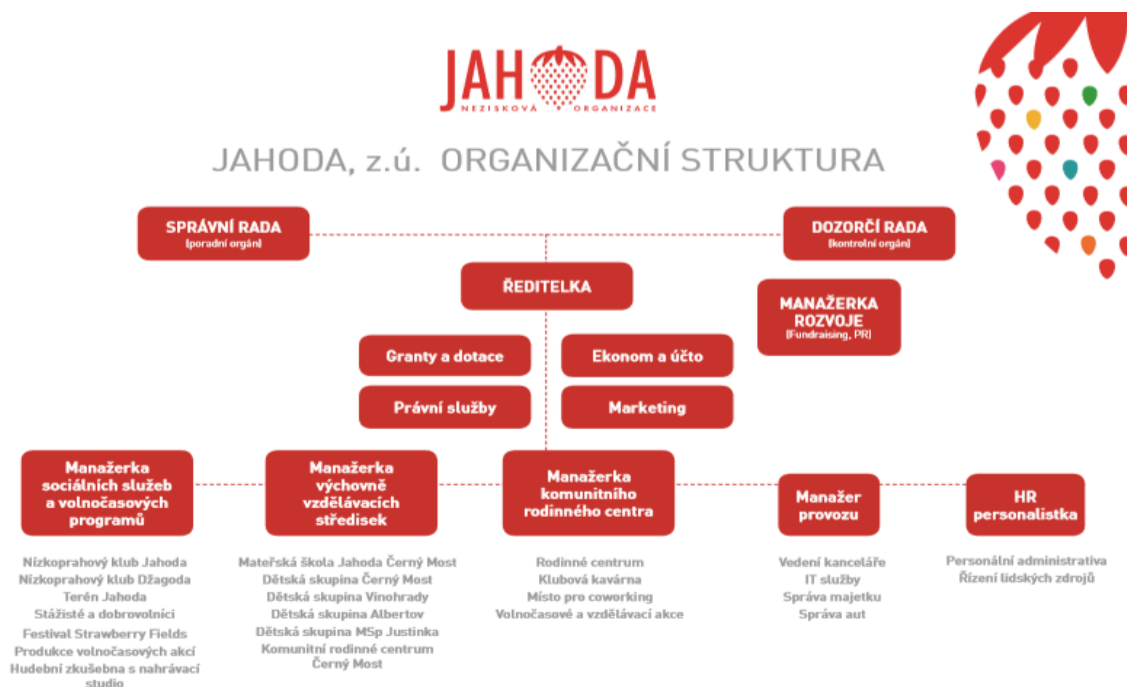 JAHODA
NEZISKOVÁ ORGANIZACE
JAHODA, z.ú. ORGANIZAČNÍ STRUKTURA
SPRÁVNÍ RADA
(poradní orgán)
DOZORČÍ RADA
(kontrolní orgán)
ŘEDITELKA
MANAŽERKA
ROZVOJE
(Fundraising, PR)
Granty a dotace
Ekonom a účto
Právní služby
Marketing
Manažerka
sociálních služeb
a volnočasových
programů
Nízkoprahový klub Jahoda
Nízkoprahový klub Džagoda
Terén Jahoda
Stážisté a dobrovolníci
Festival Strawberry Fields
Produkce volnočasových akcí
Hudební zkušebna s nahrávací
studio
Manažerka
výchovně
vzdělávacích
středisek
Mateřská škola Jahoda Černý Most
Dětská skupina Černý Most
Dětská skupina Vinohrady
Dětská skupina Albertov
Dětská skupina MSp Justinka
Komunitní rodinné centrum
Černý Most
Manažerka
komunitního
rodinného centra
Rodinné centrum
Klubová kavárna
Místo pro coworking
Volnočasové a vzdělávací akce
Manažer
provozu
Vedení kanceláře
IT služby
Správa majetku
Správa aut
HR
personalistka
Personální administrativa
Řízení lidských zdrojů